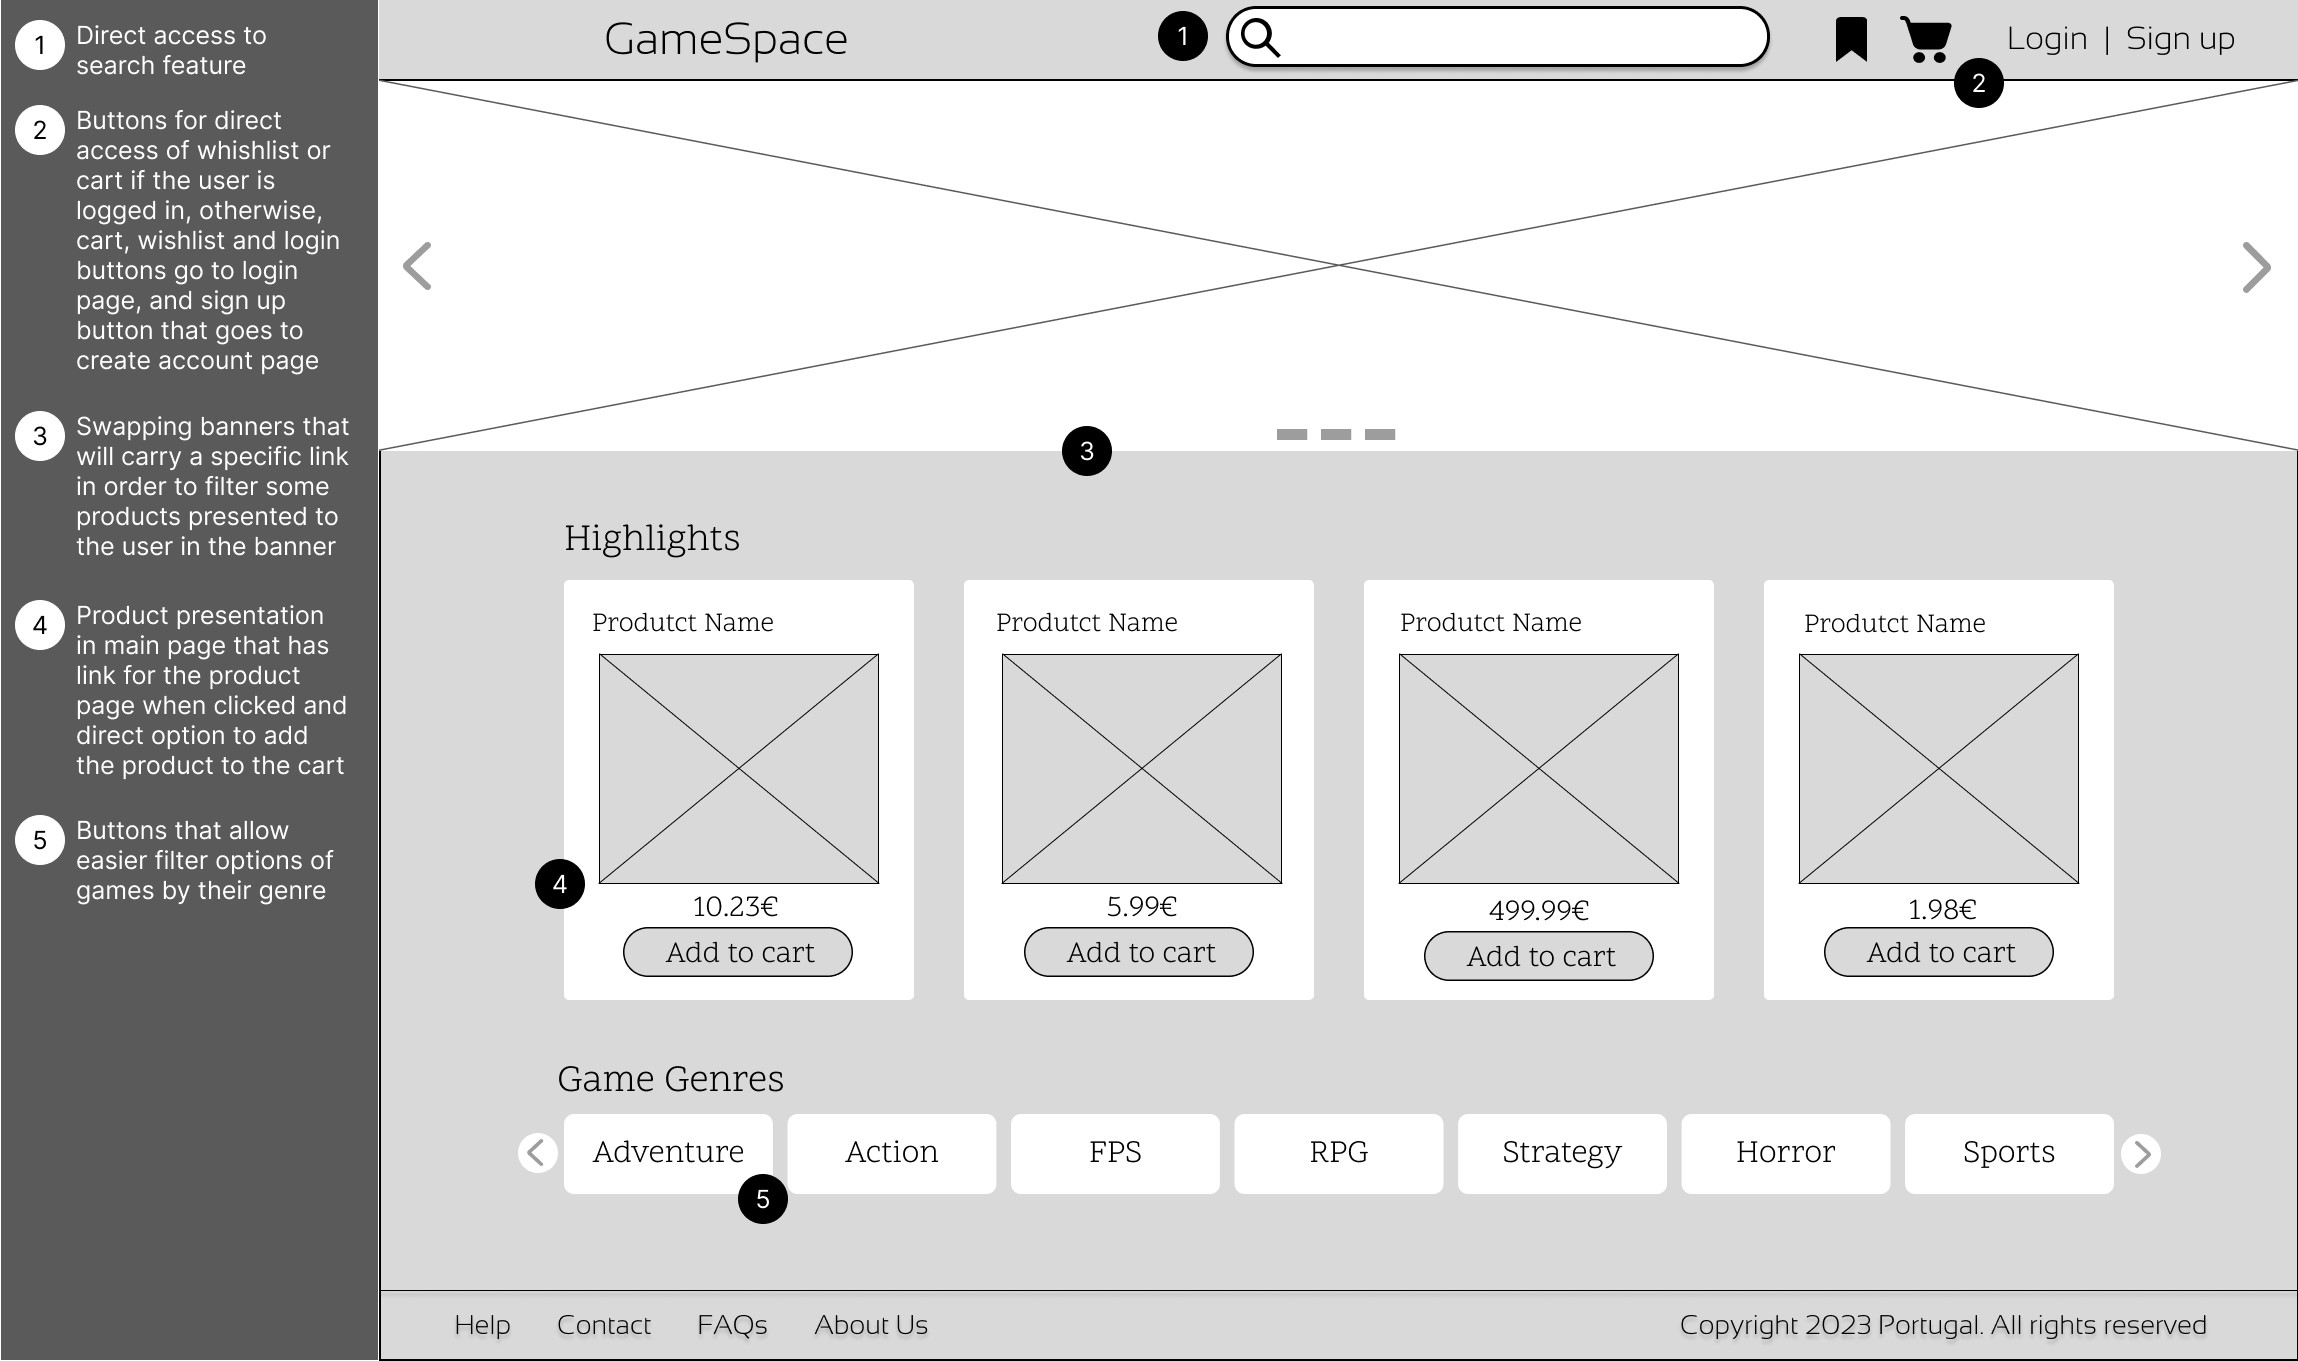 1 Direct access to
search feature
2 Buttons for direct
access of whishlist or
cart if the user is
logged in, otherwise,
cart, wishlist and login
buttons go to login
page, and sign up
button that goes to
create account page
3 Swapping banners that
will carry a specific link
in order to filter some
products presented to
the user in the banner
4 Product presentation
in main page that has
link for the product
page when clicked and
direct option to add
the product to the cart
5 Buttons that allow
easier filter options of
games by their genre
GameSpace 1 Login | Sign up
2
3
Highlights
Produtct Name Produtct Name Produtct Name Produtct Name
4
10.23€ 5.99€ 499.99€ 1.98€
Add to cart Add to cart Add to cart Add to cart
Game Genres
Adventure Action FPS RPG Strategy Horror Sports
5
Help Contact FAQs About Us Copyright 2023 Portugal. All rights reserved